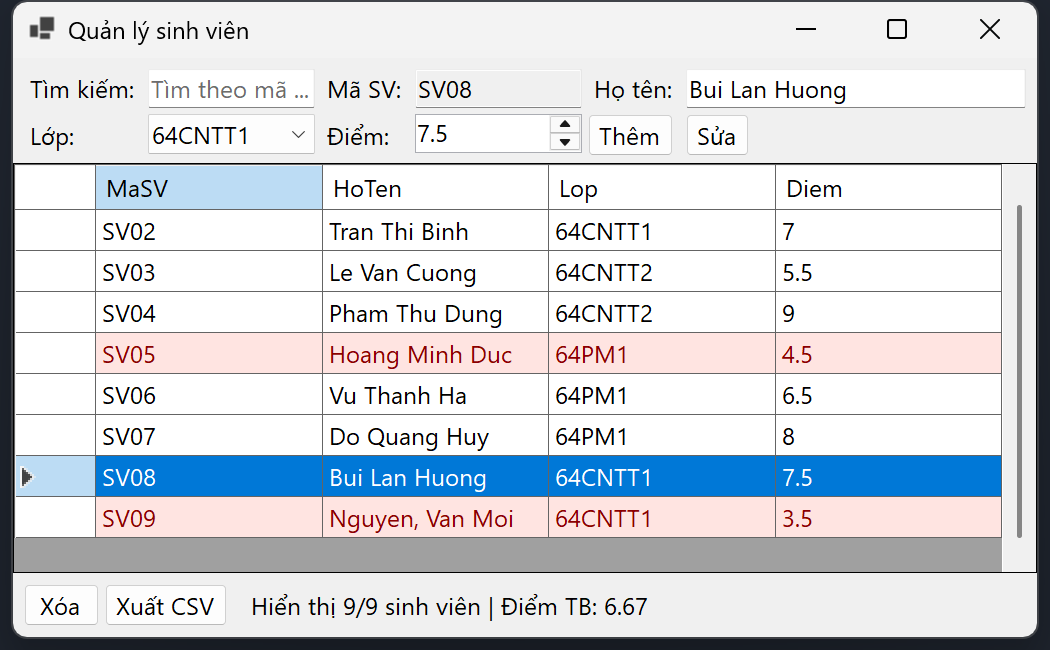 Quản lý sinh viên
Tìm kiếm: Tìm theo mã ... Mã SV: SV08 Họ tên: Bui Lan Huong
Lớp: 64CNTT1 Điểm: 7.5 Thêm Sửa
MaSV HoTen Lop Diem
SV02 Tran Thi Binh 64CNTT1 7
SV03 Le Van Cuong 64CNTT2 5.5
SV04 Pham Thu Dung 64CNTT2 9
SV05 Hoang Minh Duc 64PM1 4.5
SV06 Vu Thanh Ha 64PM1 6.5
SV07 Do Quang Huy 64PM1 8
SV08 Bui Lan Huong 64CNTT1 7.5
SV09 Nguyen, Van Moi 64CNTT1 3.5
Xóa Xuất CSV Hiển thị 9/9 sinh viên | Điểm TB: 6.67